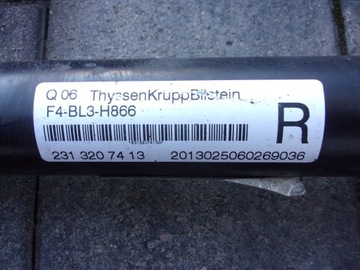 Q 06 ThyssenKruppBilstein
F4-BL3-H866
R
231 320 74 13 2013025060269036